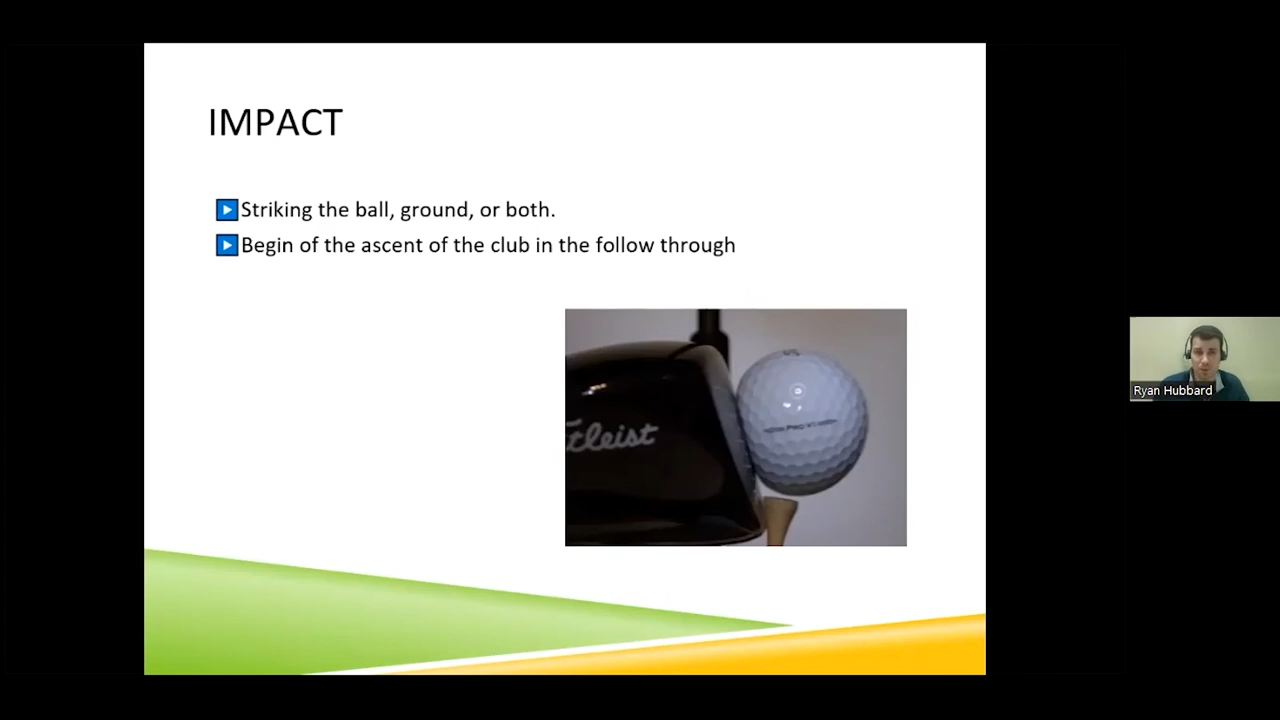 IMPACT
Striking the ball, ground, or both.
Begin of the ascent of the club in the follow through
tleist
Ryan Hubbard